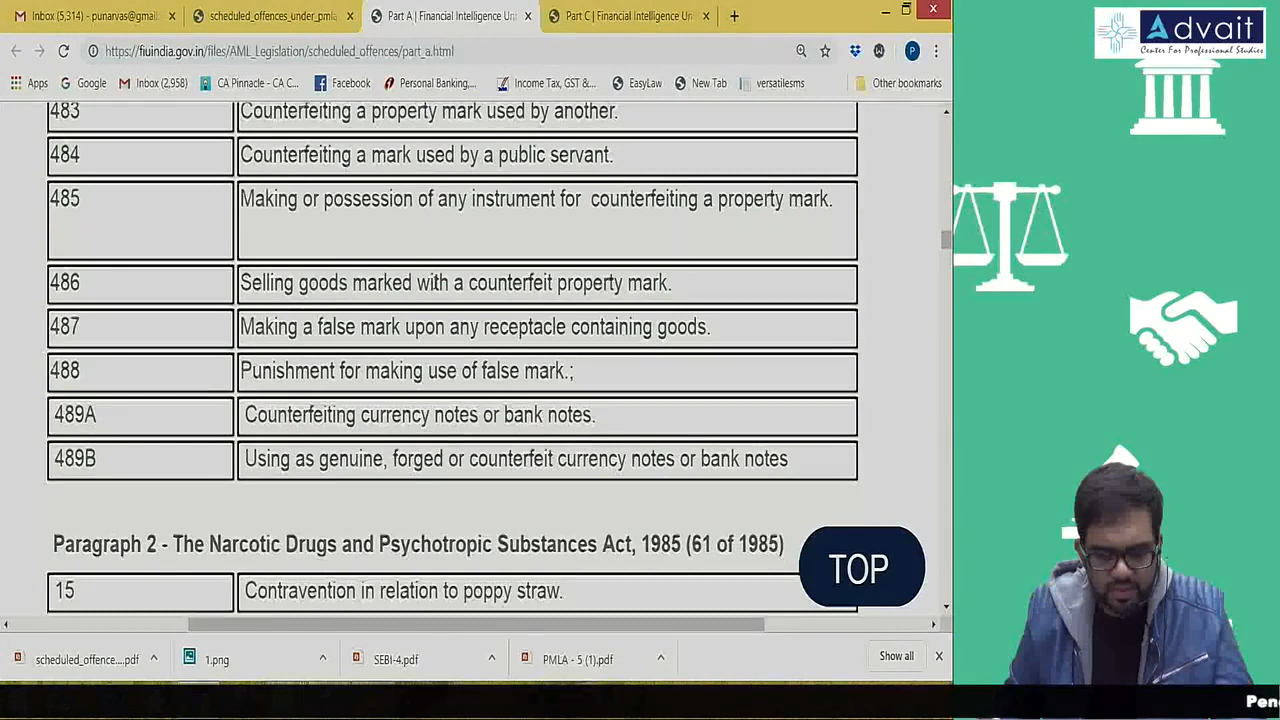 Inbox (5,314) - punarvas@gmai
scheduled_offences_under_pmla
Part A | Financial Intelligence Un
Part C | Financial Intelligence Un
https://fiuindia.gov.in/files/AML_Legislation/scheduled_offences/
Apps
Google
Inbox (2,958)
CA Pinnacle - CA C...
Facebook
Personal Banking,...
Income Tax, GST &...
EasyLaw
New Tab
versatilesms
Other bookmarks
Advait
Center For Professional Studies
483 Counterfeiting a property mark used by another.
484 Counterfeiting a mark used by a public servant.
485 Making or possession of any instrument for counterfeiting a property mark.
486 Selling goods marked with a counterfeit property mark.
487 Making a false mark upon any receptacle containing goods.
488 Punishment for making use of false mark.;
489A Counterfeiting currency notes or bank notes.
489B Using as genuine, forged or counterfeit currency notes or bank notes
Paragraph 2 - The Narcotic Drugs and Psychotropic Substances Act, 1985 (61 of 1985)
TOP
15 Contravention in relation to poppy straw.
scheduled_offence....pdf
1.png
SEBI-4.pdf
PMLA - 5 (1).pdf
Show all
Pen